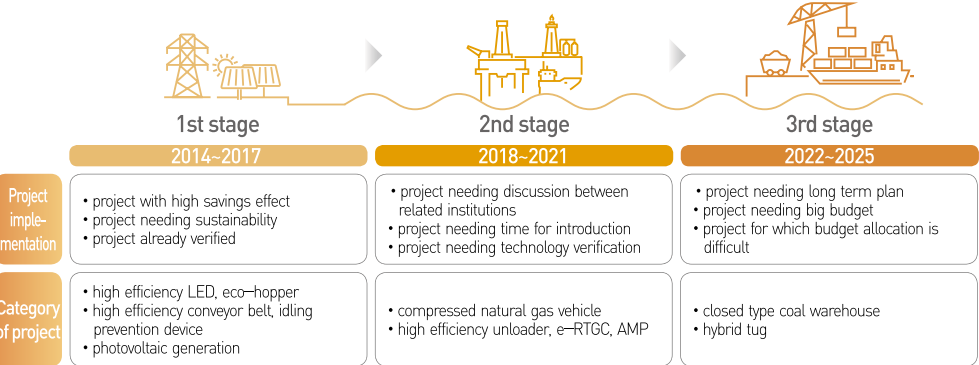 1st stage
2nd stage
3rd stage
2014~2017
2018~2021
2022~2025
Project
imple-
mentation
• project with high savings effect
• project needing sustainability
• project already verified
• project needing discussion between
related institutions
• project needing time for introduction
• project needing technology verification
• project needing long term plan
• project needing big budget
• project for which budget allocation is
difficult
Category
of project
• high efficiency LED, eco–hopper
• high efficiency conveyor belt, idling
prevention device
• photovoltaic generation
• compressed natural gas vehicle
• high efficiency unloader, e–RTGC, AMP
• closed type coal warehouse
• hybrid tug